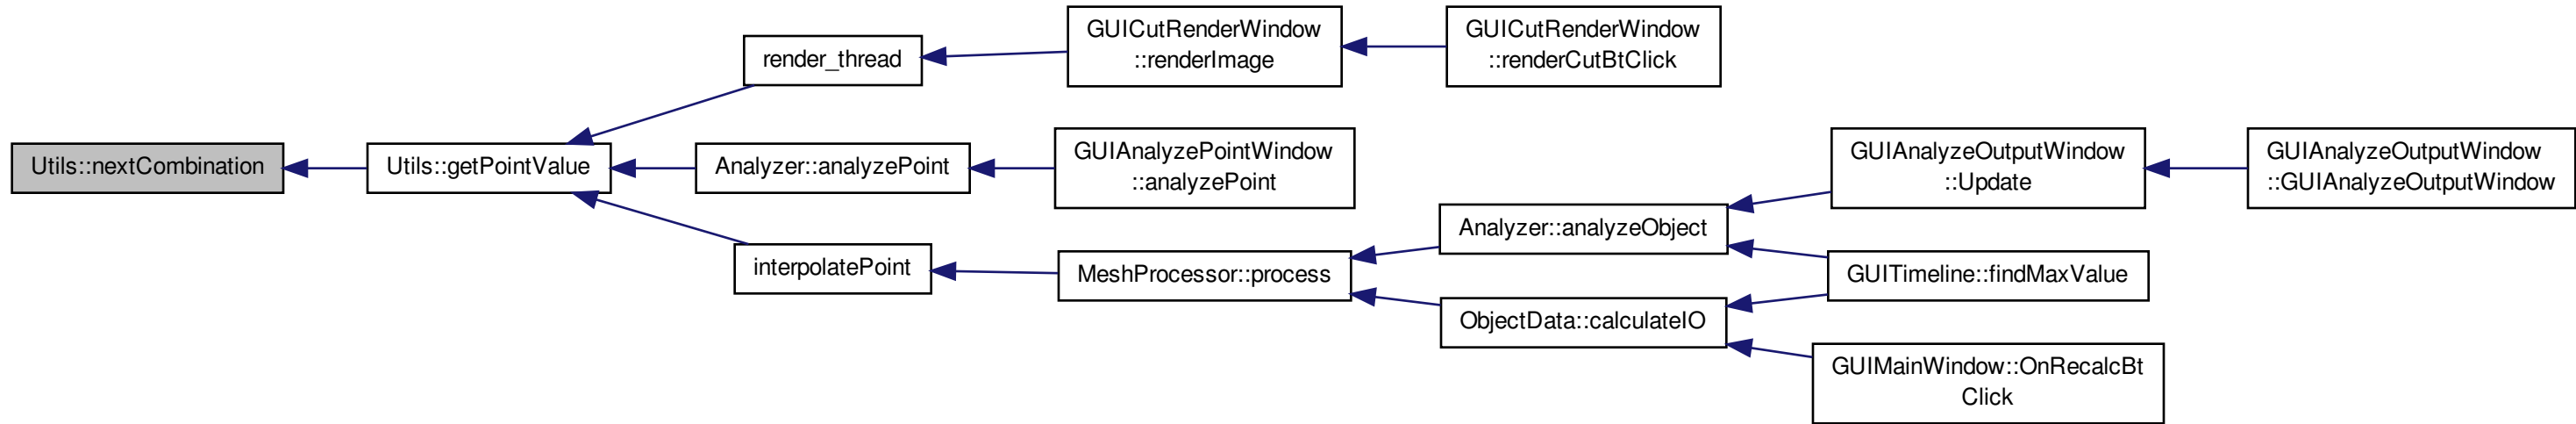 Utils::nextCombination
Utils::getPointValue
render_thread
GUICutRenderWindow
::renderImage
GUICutRenderWindow
::renderCutBtClick
Analyzer::analyzePoint
GUIAnalyzePointWindow
::analyzePoint
interpolatePoint
MeshProcessor::process
Analyzer::analyzeObject
GUIAnalyzeOutputWindow
::Update
GUIAnalyzeOutputWindow
::GUIAnalyzeOutputWindow
GUITimeline::findMaxValue
ObjectData::calculateIO
GUIMainWindow::OnRecalcBt
Click